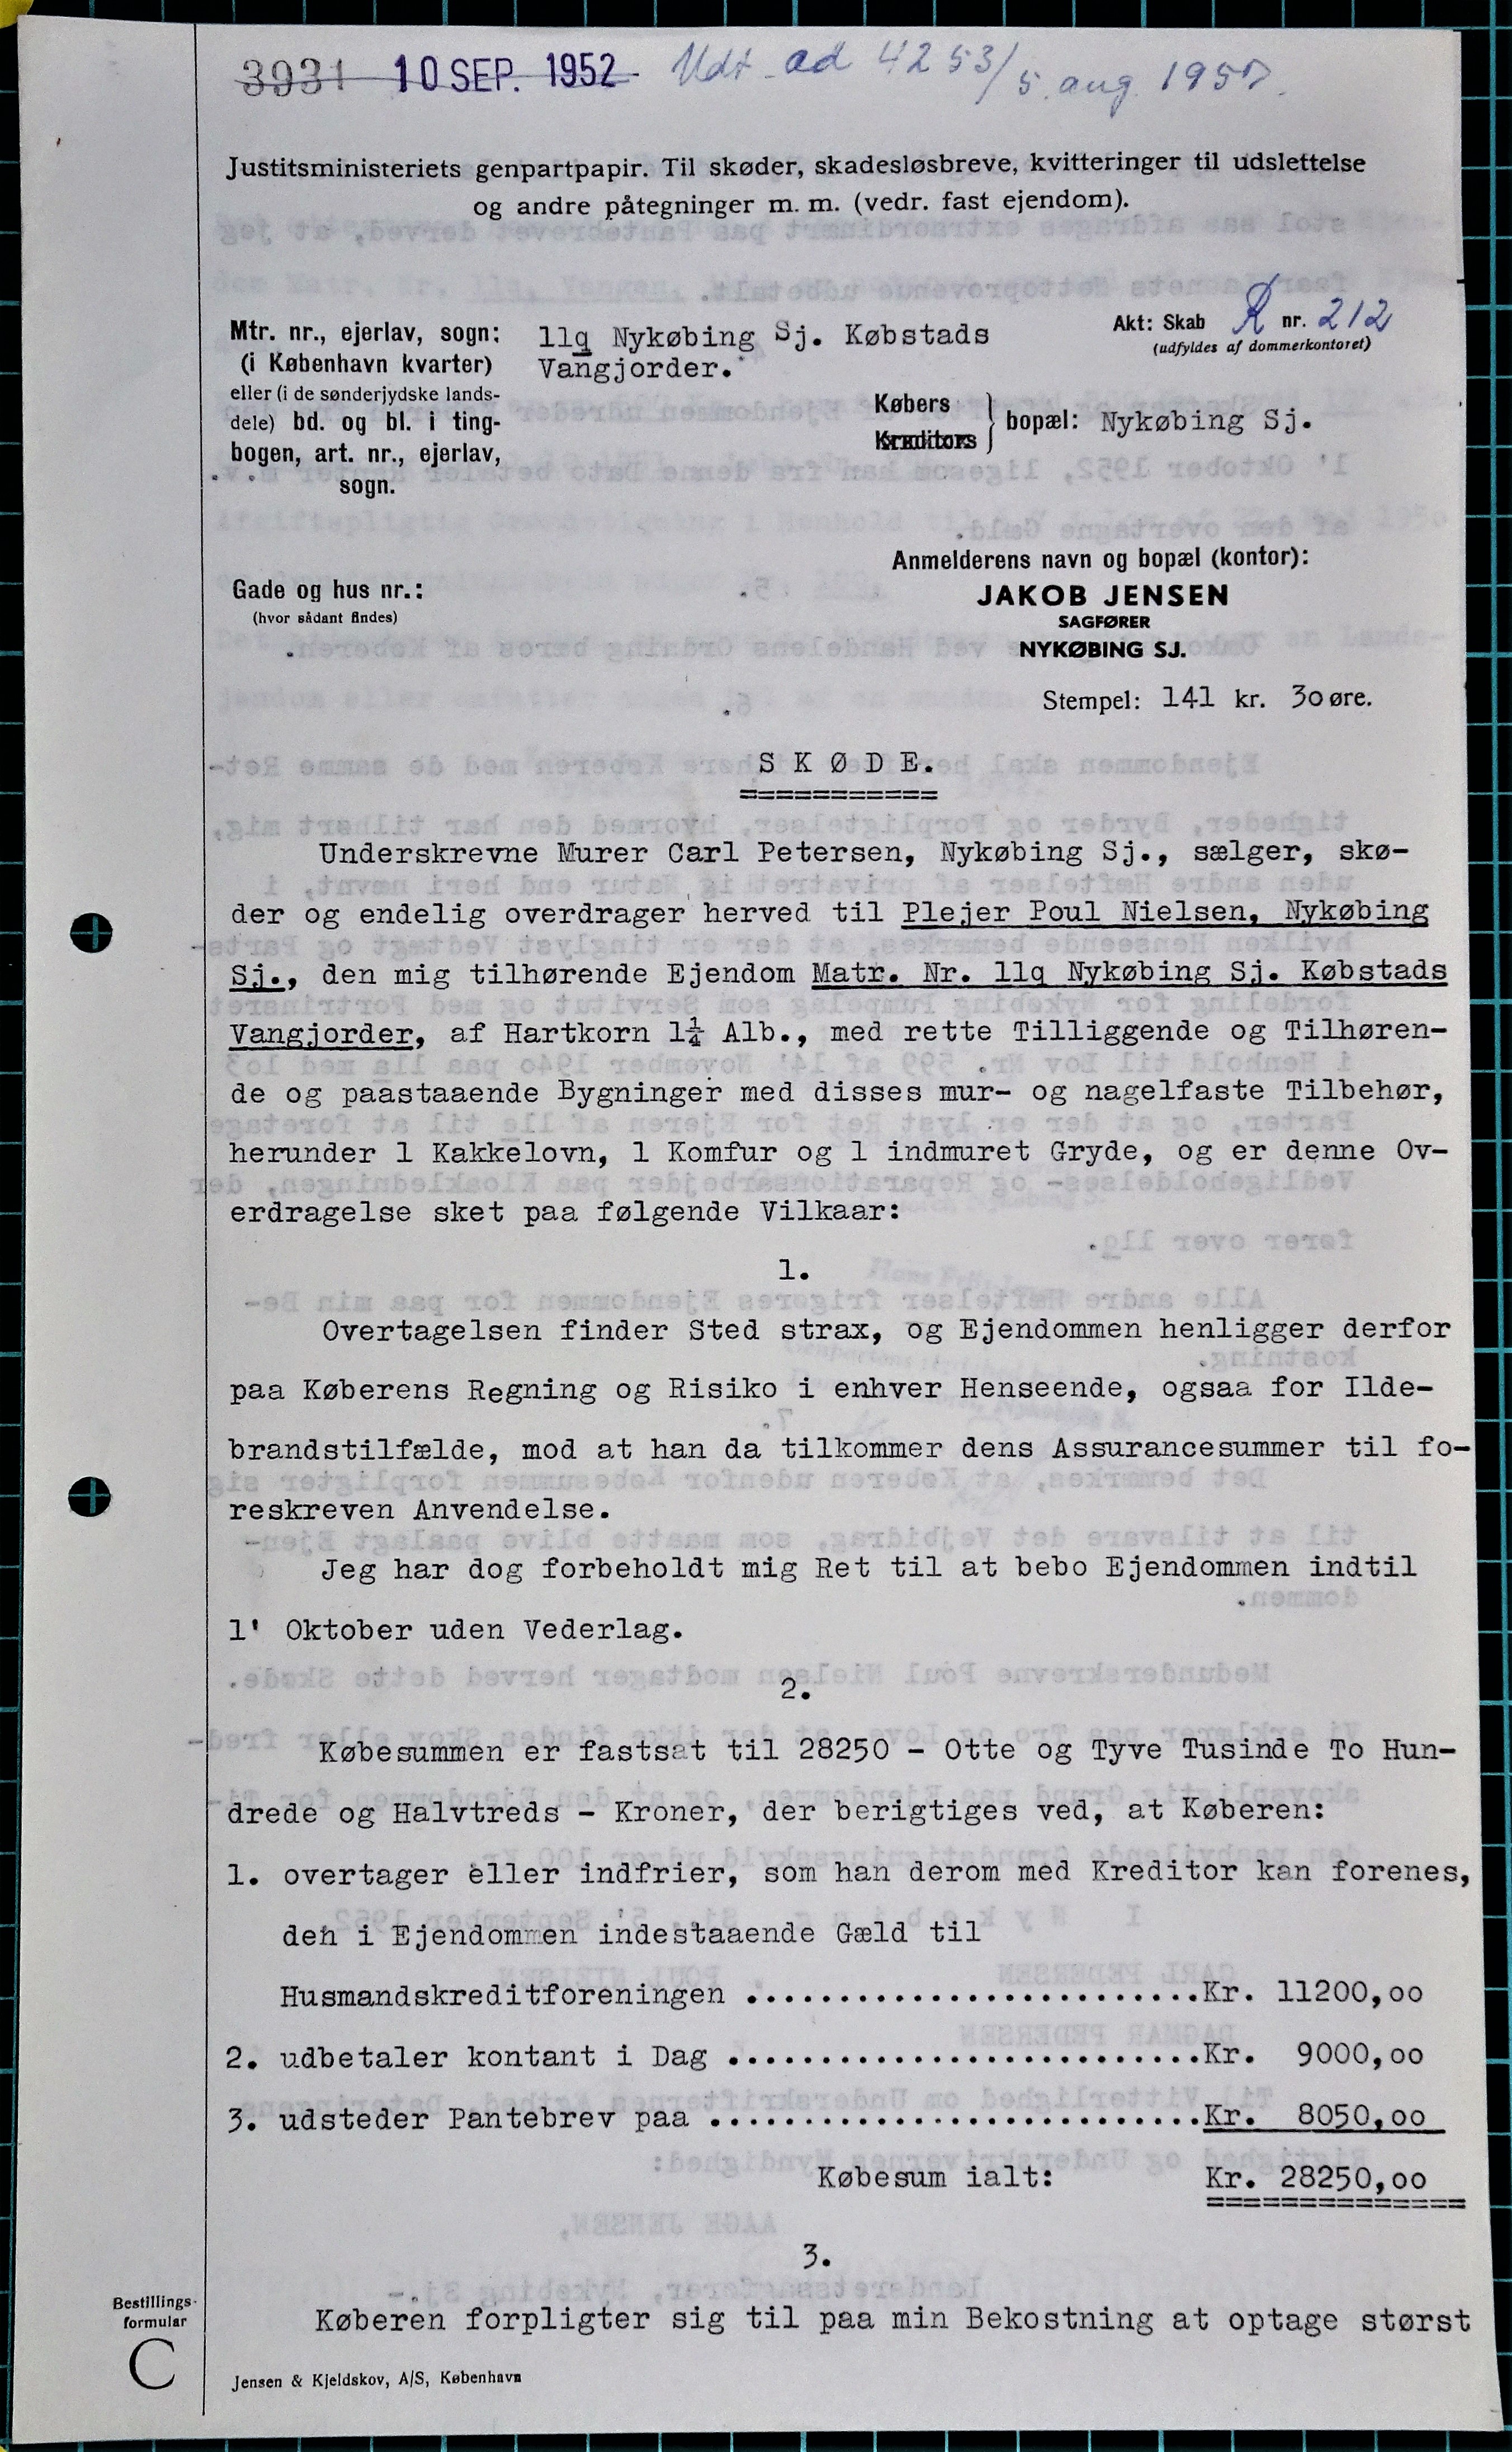 3931 10 SEP. 1952 Udt. ad 4253/5. aug. 1957.
Justitsministeriets genpartpapir. Til skøder, skadesløsbreve, kvitteringer til udslettelse
og andre påtegninger m. m. (vedr. fast ejendom).
Mtr. nr., ejerlav, sogn: 11q Nykøbing Sj. Købstads
(i København kvarter) Vangjorder.
eller (i de sønderjydske lands-
dele) bd. og bl. i ting-
bogen, art. nr., ejerlav,
sogn.
Akt: Skab R nr. 212
(udfyldes af dommerkontoret)
Købers
Kreditors
bopæl: Nykøbing Sj.
Gade og hus nr.:
(hvor sådant findes)
Anmelderens navn og bopæl (kontor):
JAKOB JENSEN
SAGFØRER
NYKØBING SJ.
Stempel: 141 kr. 30 øre.
S K Ø D E.
===========
Underskrevne Murer Carl Petersen, Nykøbing Sj., sælger, skø-
der og endelig overdrager herved til Plejer Poul Nielsen, Nykøbing
Sj., den mig tilhørende Ejendom Matr. Nr. 11q Nykøbing Sj. Købstads
Vangjorder, af Hartkorn 1¼ Alb., med rette Tilliggende og Tilhøren-
de og paastaaende Bygninger med disses mur- og nagelfaste Tilbehør,
herunder 1 Kakkelovn, 1 Komfur og 1 indmuret Gryde, og er denne Ov-
erdragelse sket paa følgende Vilkaar:
1.
Overtagelsen finder Sted strax, og Ejendommen henligger derfor
paa Køberens Regning og Risiko i enhver Henseende, ogsaa for Ilde-
brandstilfælde, mod at han da tilkommer dens Assurancesummer til fo-
reskreven Anvendelse.
Jeg har dog forbeholdt mig Ret til at bebo Ejendommen indtil
1' Oktober uden Vederlag.
2.
Købesummen er fastsat til 28250 - Otte og Tyve Tusinde To Hun-
drede og Halvtreds - Kroner, der berigtiges ved, at Køberen:
1. overtager eller indfrier, som han derom med Kreditor kan forenes,
den i Ejendommen indestaaende Gæld til
Husmandskreditforeningen .........................Kr. 11200,00
2. udbetaler kontant i Dag ..........................Kr. 9000,00
3. udsteder Pantebrev paa ...........................Kr. 8050,00
Købesum ialt: Kr. 28250,00
==============
3.
Køberen forpligter sig til paa min Bekostning at optage størst
Bestillings-
formular
C
Jensen & Kjeldskov, A/S, København